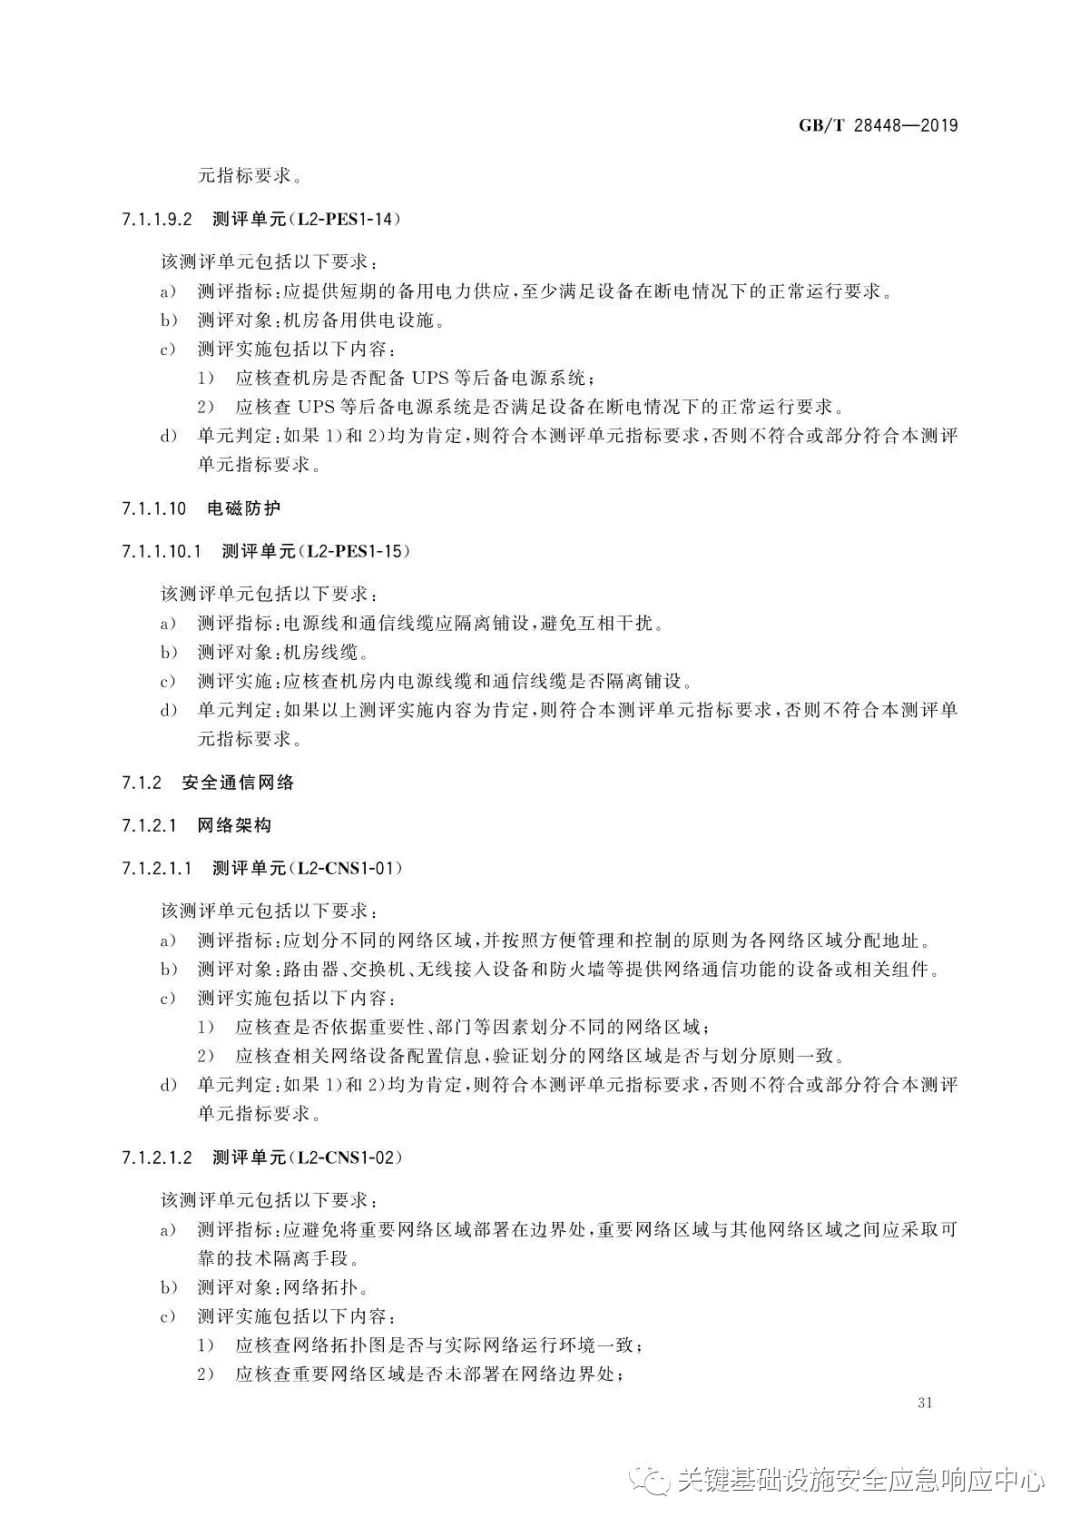 GB/T 28448—2019
元指标要求。
7.1.1.9.2 测评单元(L2-PES1-14)
该测评单元包括以下要求:
a) 测评指标:应提供短期的备用电力供应,至少满足设备在断电情况下的正常运行要求。
b) 测评对象:机房备用供电设施。
c) 测评实施包括以下内容:
1) 应核查机房是否配备 UPS 等后备电源系统;
2) 应核查 UPS 等后备电源系统是否满足设备在断电情况下的正常运行要求。
d) 单元判定:如果 1)和 2)均为肯定,则符合本测评单元指标要求,否则不符合或部分符合本测评
单元指标要求。
7.1.1.10 电磁防护
7.1.1.10.1 测评单元(L2-PES1-15)
该测评单元包括以下要求:
a) 测评指标:电源线和通信线缆应隔离铺设,避免互相干扰。
b) 测评对象:机房线缆。
c) 测评实施:应核查机房内电源线缆和通信线缆是否隔离铺设。
d) 单元判定:如果以上测评实施内容为肯定,则符合本测评单元指标要求,否则不符合本测评单
元指标要求。
7.1.2 安全通信网络
7.1.2.1 网络架构
7.1.2.1.1 测评单元(L2-CNS1-01)
该测评单元包括以下要求:
a) 测评指标:应划分不同的网络区域,并按照方便管理和控制的原则为各网络区域分配地址。
b) 测评对象:路由器、交换机、无线接入设备和防火墙等提供网络通信功能的设备或相关组件。
c) 测评实施包括以下内容:
1) 应核查是否依据重要性、部门等因素划分不同的网络区域;
2) 应核查相关网络设备配置信息,验证划分的网络区域是否与划分原则一致。
d) 单元判定:如果 1)和 2)均为肯定,则符合本测评单元指标要求,否则不符合或部分符合本测评
单元指标要求。
7.1.2.1.2 测评单元(L2-CNS1-02)
该测评单元包括以下要求:
a) 测评指标:应避免将重要网络区域部署在边界处,重要网络区域与其他网络区域之间应采取可
靠的技术隔离手段。
b) 测评对象:网络拓扑。
c) 测评实施包括以下内容:
1) 应核查网络拓扑图是否与实际网络运行环境一致;
2) 应核查重要网络区域是否未部署在网络边界处;
31
关键基础设施安全应急响应中心